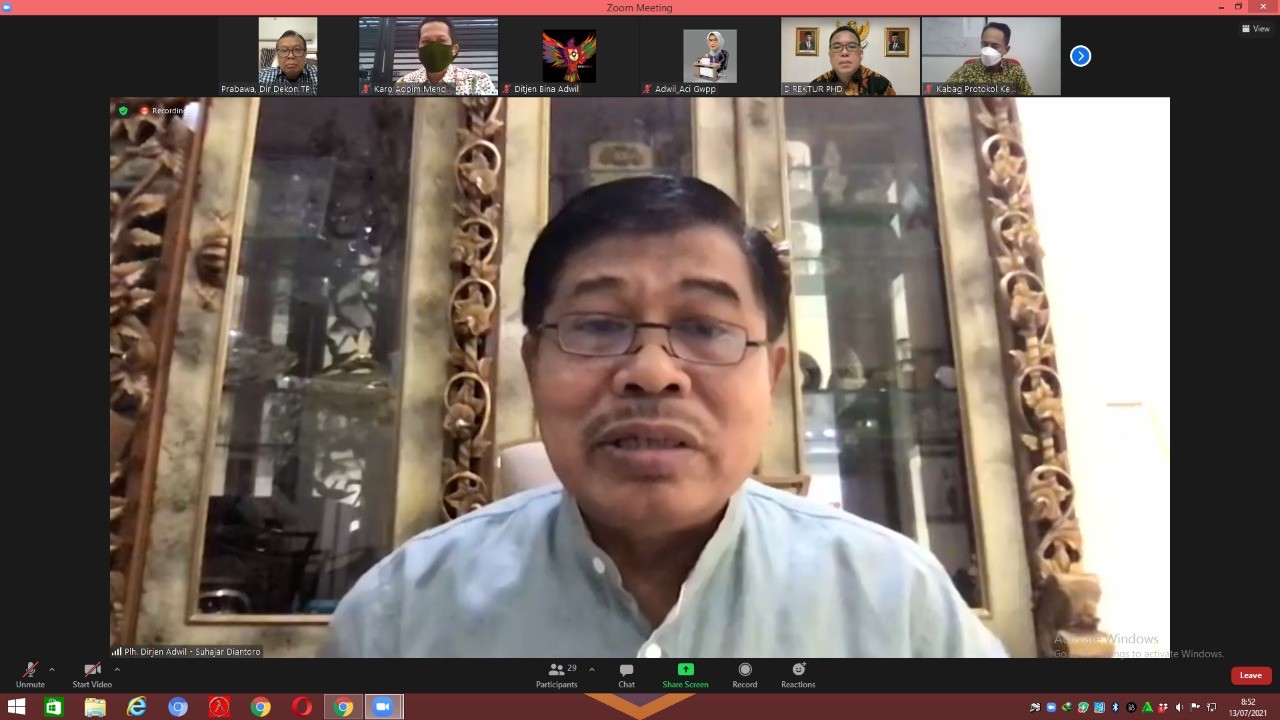 Zoom Meeting
View
Prabawa, Dir Dekon TP
Karo Adpim Mend...
Ditjen Bina Adwil
Adwil_Aci Gwpp
DIREKTUR PHD
Kabag Protokol Ke...
Recording
Plh. Dirjen Adwil - Suhajar Diantoro
Activate Windows
Go to Settings to activate Windows.
Unmute
Start Video
29
Participants
Chat
Share Screen
Record
Reactions
Leave
8:52
13/07/2021